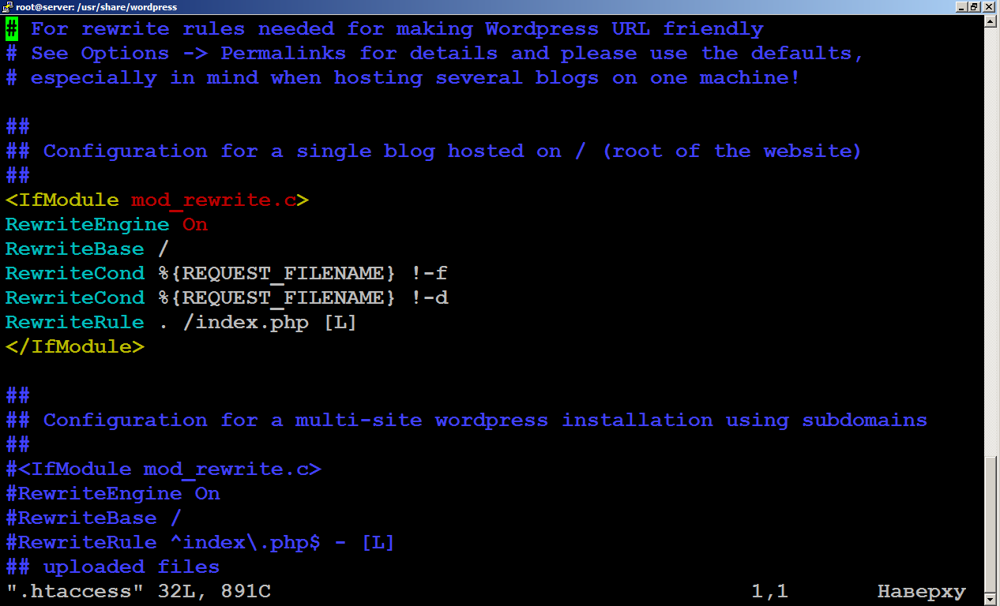 root@server: /usr/share/wordpress
# For rewrite rules needed for making Wordpress URL friendly
# See Options -> Permalinks for details and please use the defaults,
# especially in mind when hosting several blogs on one machine!
##
## Configuration for a single blog hosted on / (root of the website)
##
<IfModule mod_rewrite.c>
RewriteEngine On
RewriteBase /
RewriteCond %{REQUEST_FILENAME} !-f
RewriteCond %{REQUEST_FILENAME} !-d
RewriteRule . /index.php [L]
</IfModule>
##
## Configuration for a multi-site wordpress installation using subdomains
##
#<IfModule mod_rewrite.c>
#RewriteEngine On
#RewriteBase /
#RewriteRule ^index\.php$ - [L]
## uploaded files
".htaccess" 32L, 891C 1,1 Наверху